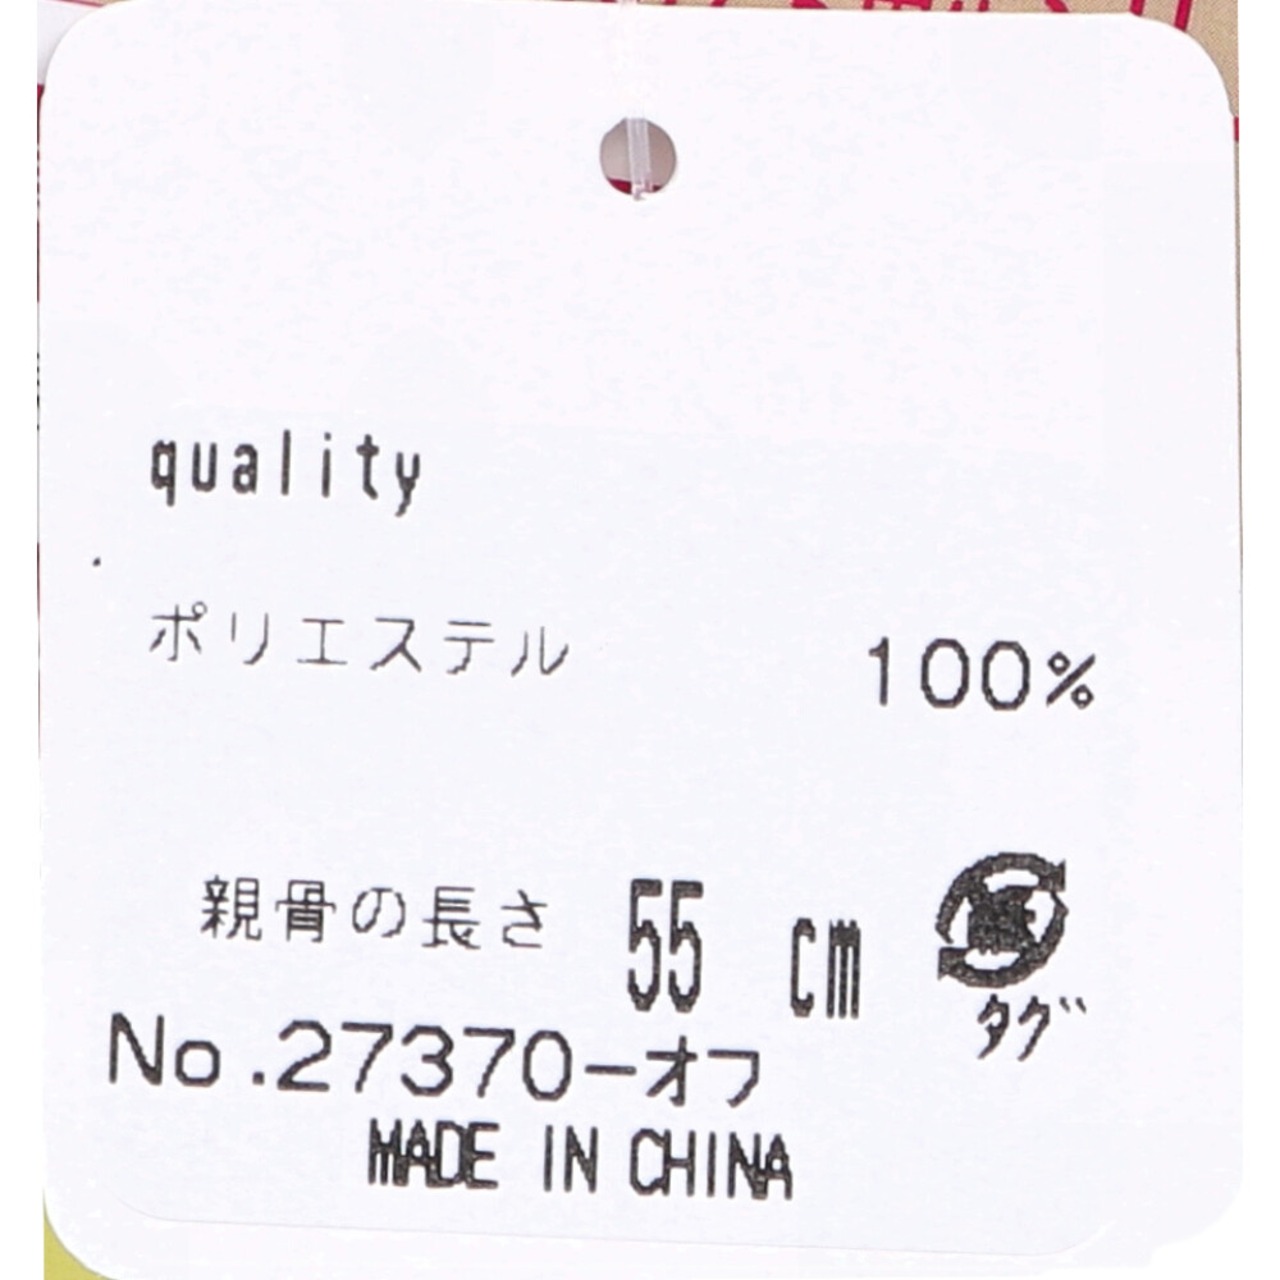 quality
ポリエステル 100%
親骨の長さ 55 cm
タグ
No.27370-オフ
MADE IN CHINA